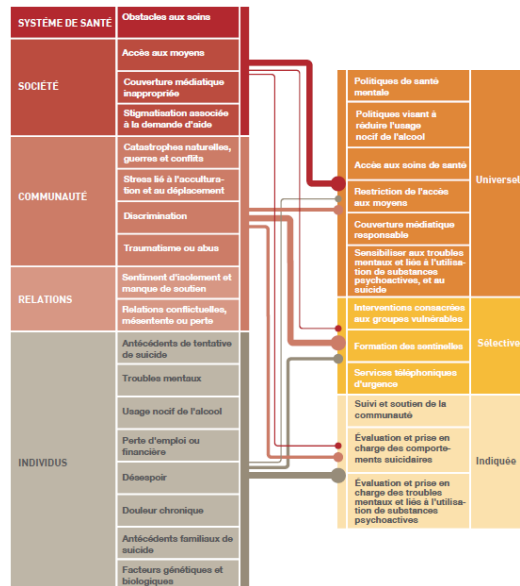 SYSTÈME DE SANTÉ
Obstacles aux soins
SOCIÉTÉ
Accès aux moyens
Couverture médiatique
inappropriée
Stigmatisation associée
à la demande d'aide
COMMUNAUTÉ
Catastrophes naturelles,
guerres et conflits
Stress lié à l'accultura-
tion et au déplacement
Discrimination
Traumatisme ou abus
RELATIONS
Sentiment d'isolement et
manque de soutien
Relations conflictuelles,
mésentente ou perte
INDIVIDUS
Antécédents de tentative
de suicide
Troubles mentaux
Usage nocif de l'alcool
Perte d'emploi ou
financière
Désespoir
Douleur chronique
Antécédents familiaux de
suicide
Facteurs génétiques et
biologiques
Politiques de santé
mentale
Politiques visant à
réduire l'usage
nocif de l'alcool
Accès aux soins de santé
Restriction de l'accès
aux moyens
Couverture médiatique
responsable
Sensibiliser aux troubles
mentaux et liés à l'utilisa-
tion de substances
psychoactives, et au
suicide
Universel
Interventions consacrées
aux groupes vulnérables
Formation des sentinelles
Services téléphoniques
d'urgence
Sélective
Suivi et soutien de la
communauté
Évaluation et prise en
charge des comporte-
ments suicidaires
Évaluation et prise en
charge des troubles
mentaux et liés à l'utilisa-
tion de substances
psychoactives
Indiquée